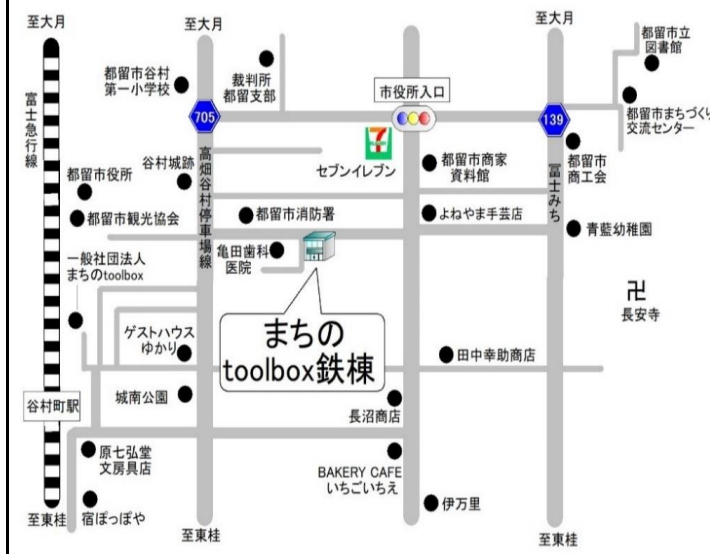 至大月
至大月
至大月
都留市立
図書館
都留市谷村
第一小学校
裁判所
都留支部
市役所入口
705
139
都留市まちづくり
交流センター
富士急行線
高畑谷村停車場線
富士みち
7
セブンイレブン
都留市商家
資料館
都留市
商工会
谷村城跡
都留市役所
都留市観光協会
都留市消防署
よねやま手芸店
青藍幼稚園
亀田歯科
医院
一般社団法人
まちのtoolbox
卍
長安寺
まちの
toolbox鉄棟
ゲストハウス
ゆかり
田中幸助商店
城南公園
長沼商店
谷村町駅
原七弘堂
文房具店
BAKERY CAFE
いちごいちえ
伊万里
宿ぽっぽや
至東桂
至東桂
至東桂